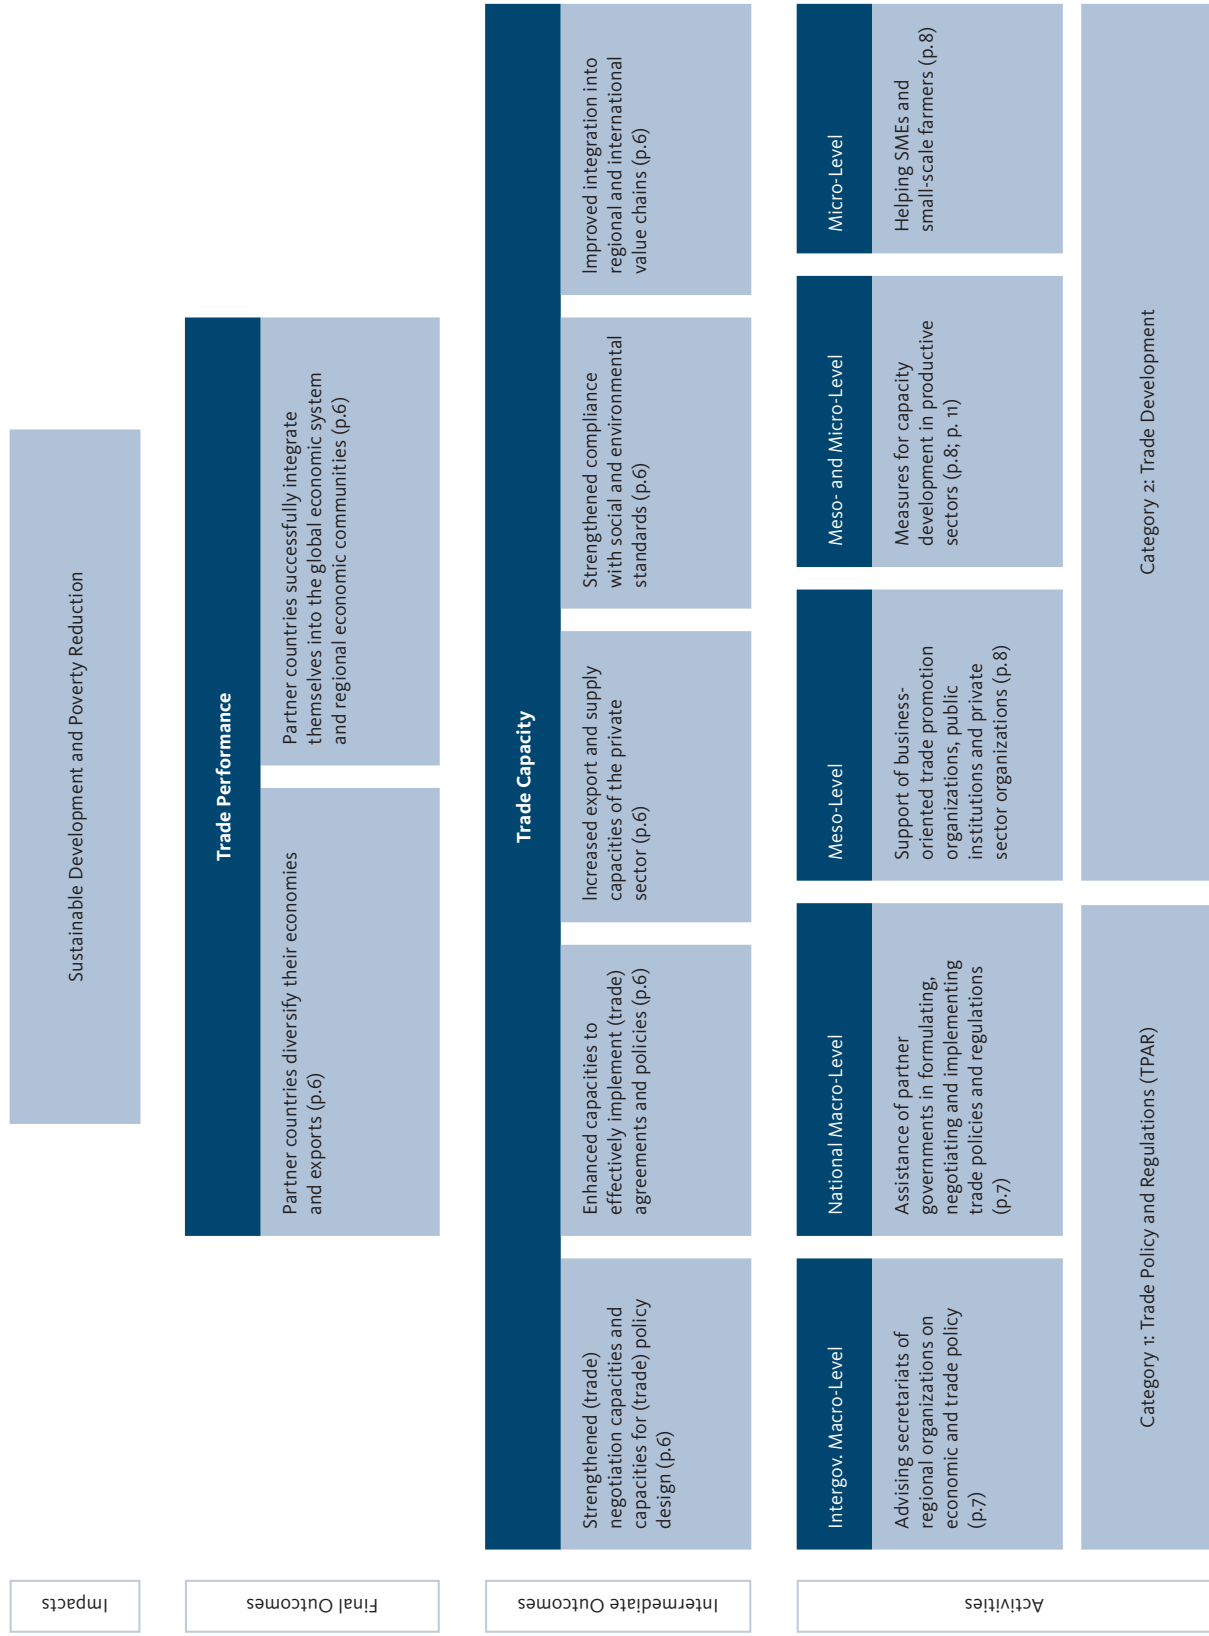 Impacts
Sustainable Development and Poverty Reduction
Final Outcomes
Trade Performance
Partner countries diversify their economies
and exports (p.6)
Partner countries successfully integrate
themselves into the global economic system
and regional economic communities (p.6)
Intermediate Outcomes
Trade Capacity
Strengthened (trade)
negotiation capacities and
capacities for (trade) policy
design (p.6)
Enhanced capacities to
effectively implement (trade)
agreements and policies (p.6)
Increased export and supply
capacities of the private
sector (p.6)
Strengthened compliance
with social and environmental
standards (p.6)
Improved integration into
regional and international
value chains (p.6)
Activities
Intergov. Macro-Level
Advising secretariats of
regional organizations on
economic and trade policy
(p.7)
National Macro-Level
Assistance of partner
governments in formulating,
negotiating and implementing
trade policies and regulations
(p.7)
Meso-Level
Support of business-
oriented trade promotion
organizations, public
institutions and private
sector organizations (p.8)
Meso- and Micro-Level
Measures for capacity
development in productive
sectors (p.8; p. 11)
Micro-Level
Helping SMEs and
small-scale farmers (p.8)
Category 1: Trade Policy and Regulations (TPAR)
Category 2: Trade Development